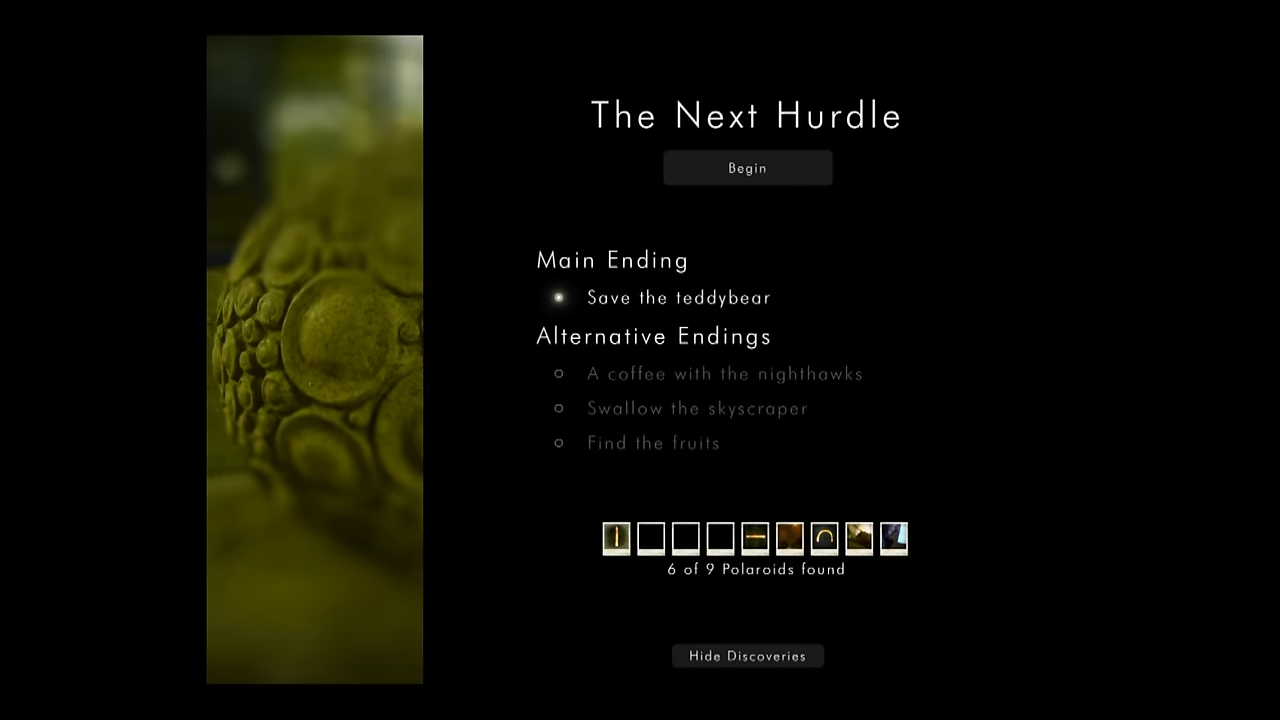 The Next Hurdle
Begin
Main Ending
Save the teddybear
Alternative Endings
A coffee with the nighthawks
Swallow the skyscraper
Find the fruits
6 of 9 Polaroids found
Hide Discoveries